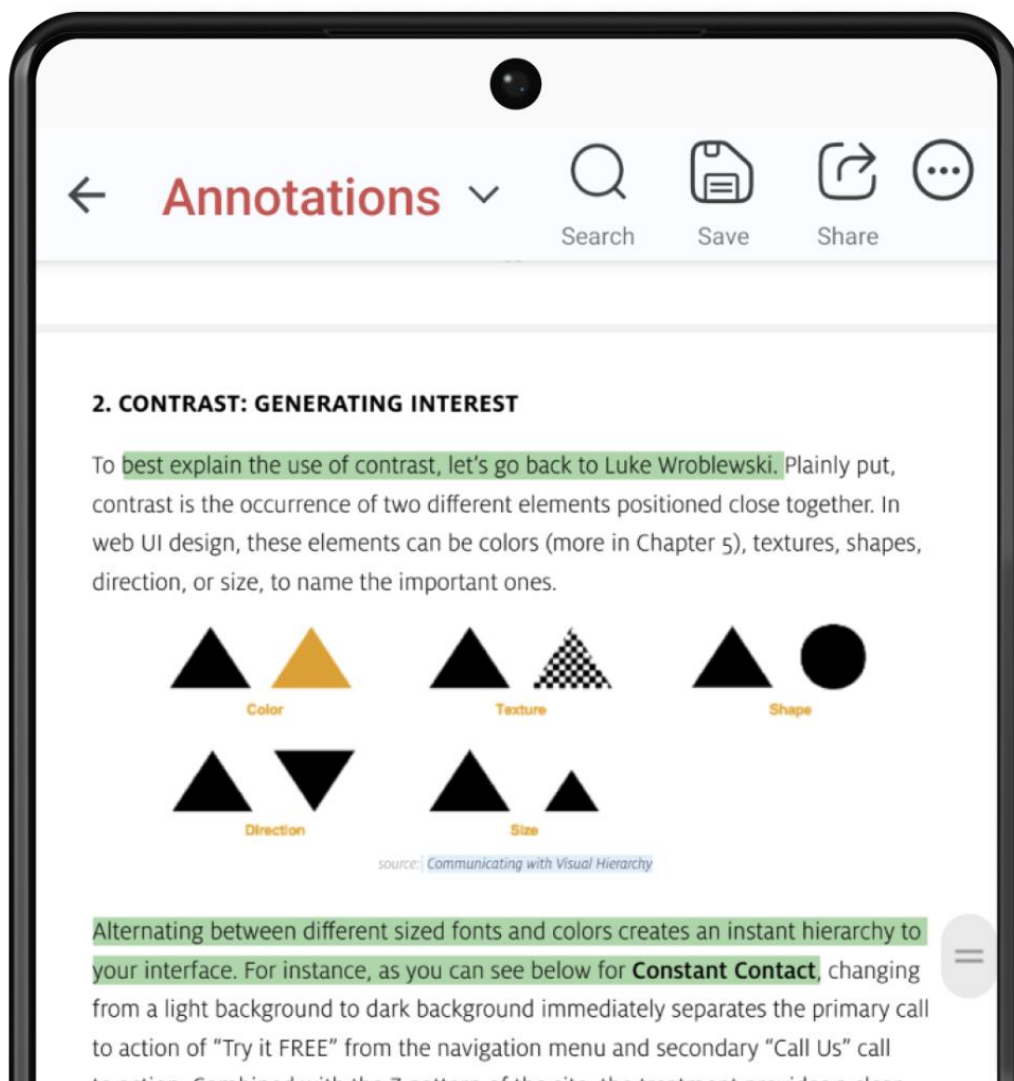 Annotations
Search Save Share
2. CONTRAST: GENERATING INTEREST
To best explain the use of contrast, let's go back to Luke Wroblewski. Plainly put,
contrast is the occurrence of two different elements positioned close together. In
web UI design, these elements can be colors (more in Chapter 5), textures, shapes,
direction, or size, to name the important ones.
Color Texture Shape
Direction Size
source: Communicating with Visual Hierarchy
Alternating between different sized fonts and colors creates an instant hierarchy to
your interface. For instance, as you can see below for Constant Contact, changing
from a light background to dark background immediately separates the primary call
to action of “Try it FREE” from the navigation menu and secondary “Call Us” call